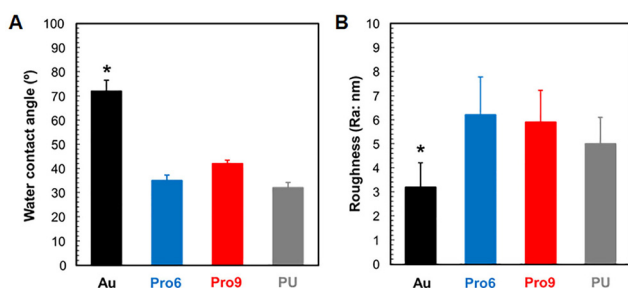 A
Water contact angle (º)
100
90
80
70
60
50
40
30
20
10
0
*
Au
Pro6
Pro9
PU
B
Roughness (Ra: nm)
10
9
8
7
6
5
4
3
2
1
0
*
Au
Pro6
Pro9
PU